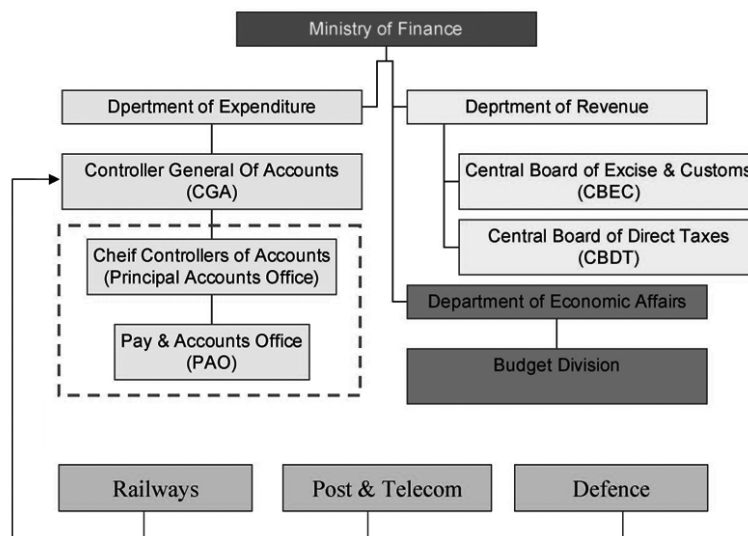 Ministry of Finance
Dpertment of Expenditure
Deprtment of Revenue
Controller General Of Accounts
(CGA)
Central Board of Excise & Customs
(CBEC)
Cheif Controllers of Accounts
(Principal Accounts Office)
Central Board of Direct Taxes
(CBDT)
Department of Economic Affairs
Pay & Accounts Office
(PAO)
Budget Division
Railways
Post & Telecom
Defence